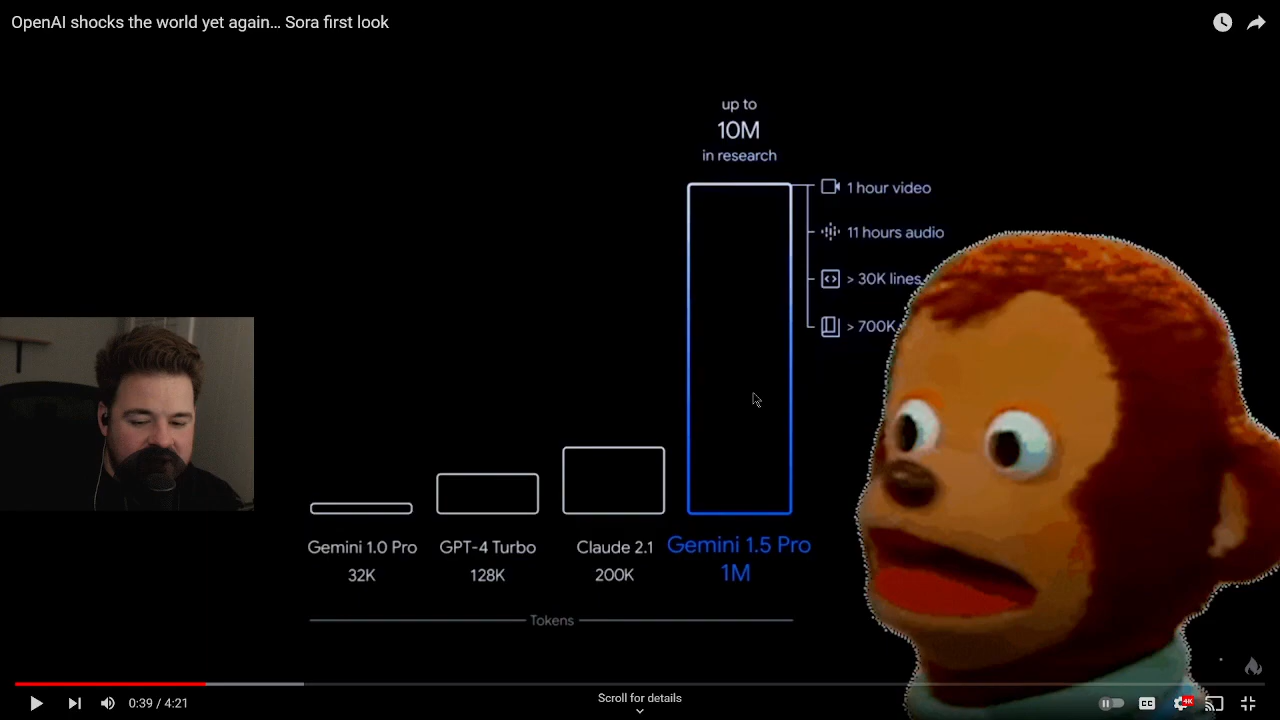 OpenAI shocks the world yet again... Sora first look
up to
10M
in research
1 hour video
11 hours audio
> 30K lines
> 700K
Gemini 1.0 Pro
GPT-4 Turbo
Claude 2.1
Gemini 1.5 Pro
32K
128K
200K
1M
Tokens
0:39 / 4:21
Scroll for details
CC
4K